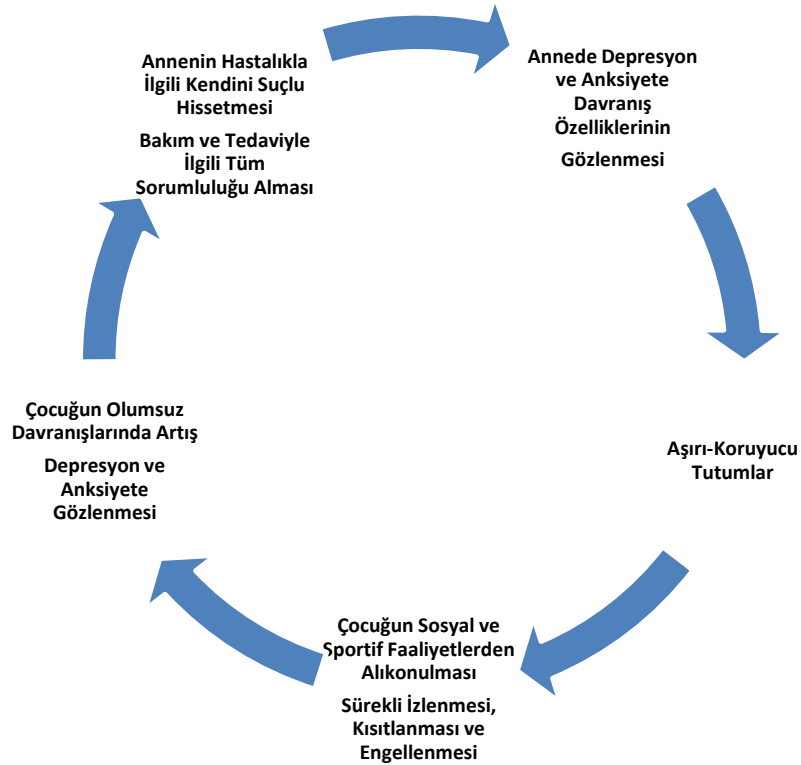 Annenin Hastalıkla
İlgili Kendini Suçlu
Hissetmesi
Bakım ve Tedaviyle
İlgili Tüm
Sorumluluğu Alması
Annede Depresyon
ve Anksiyete
Davranış
Özelliklerinin
Gözlenmesi
Aşırı-Koruyucu
Tutumlar
Çocuğun Sosyal ve
Sportif Faaliyetlerden
Alıkonulması
Sürekli İzlenmesi,
Kısıtlanması ve
Engellenmesi
Çocuğun Olumsuz
Davranışlarında Artış
Depresyon ve
Anksiyete
Gözlenmesi